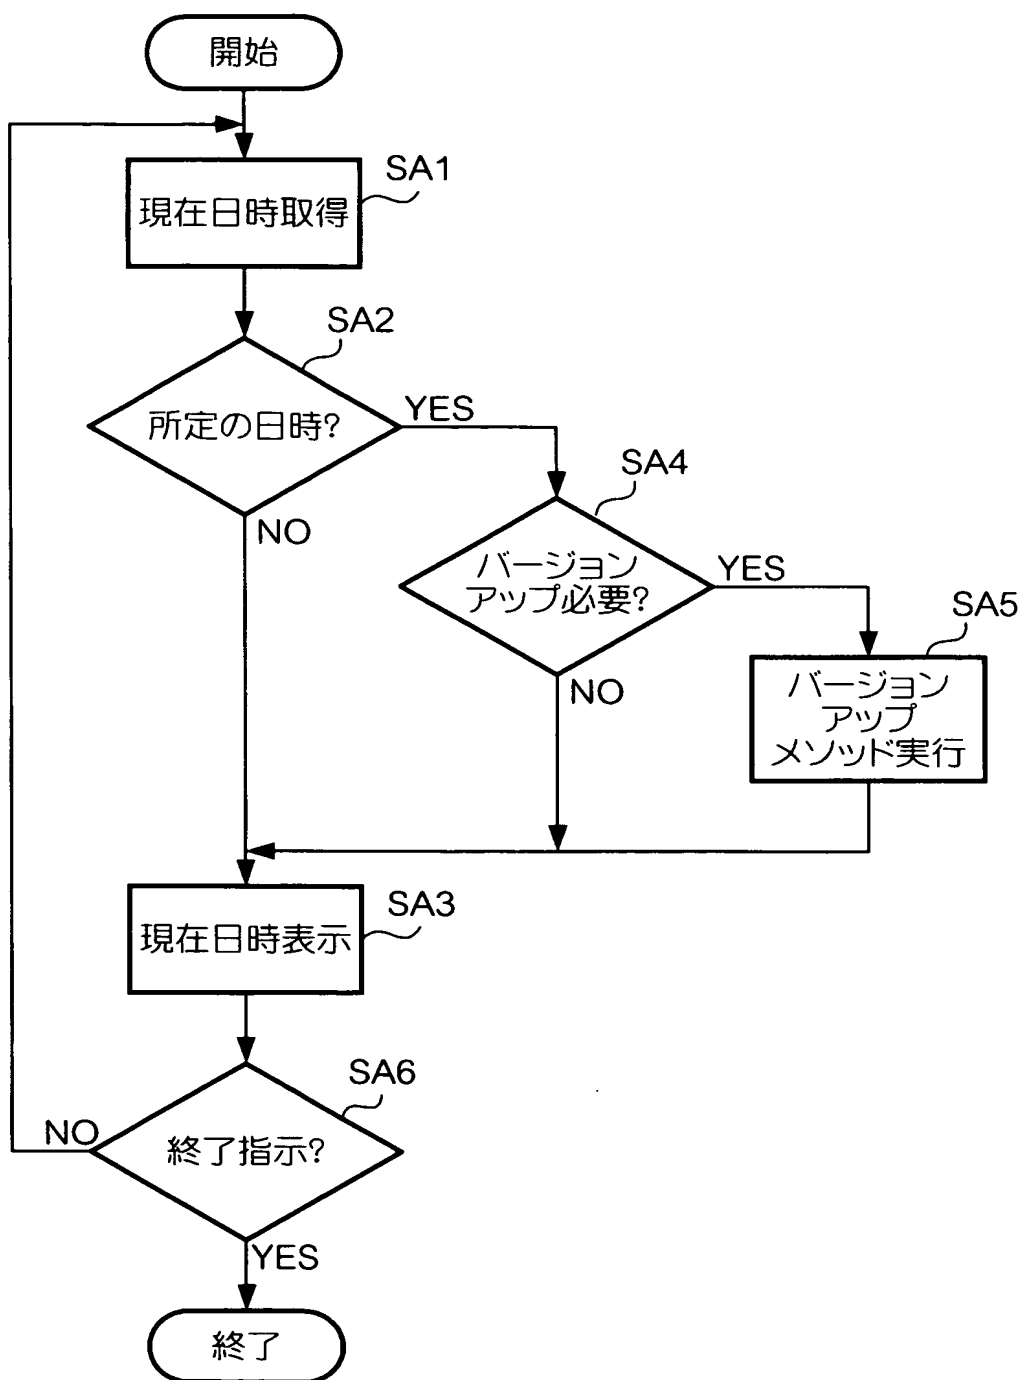 開始
SA1
現在日時取得
SA2
所定の日時?
YES
NO
SA4
バージョン
アップ必要?
YES
NO
SA5
バージョン
アップ
メソッド実行
SA3
現在日時表示
SA6
終了指示?
NO
YES
終了